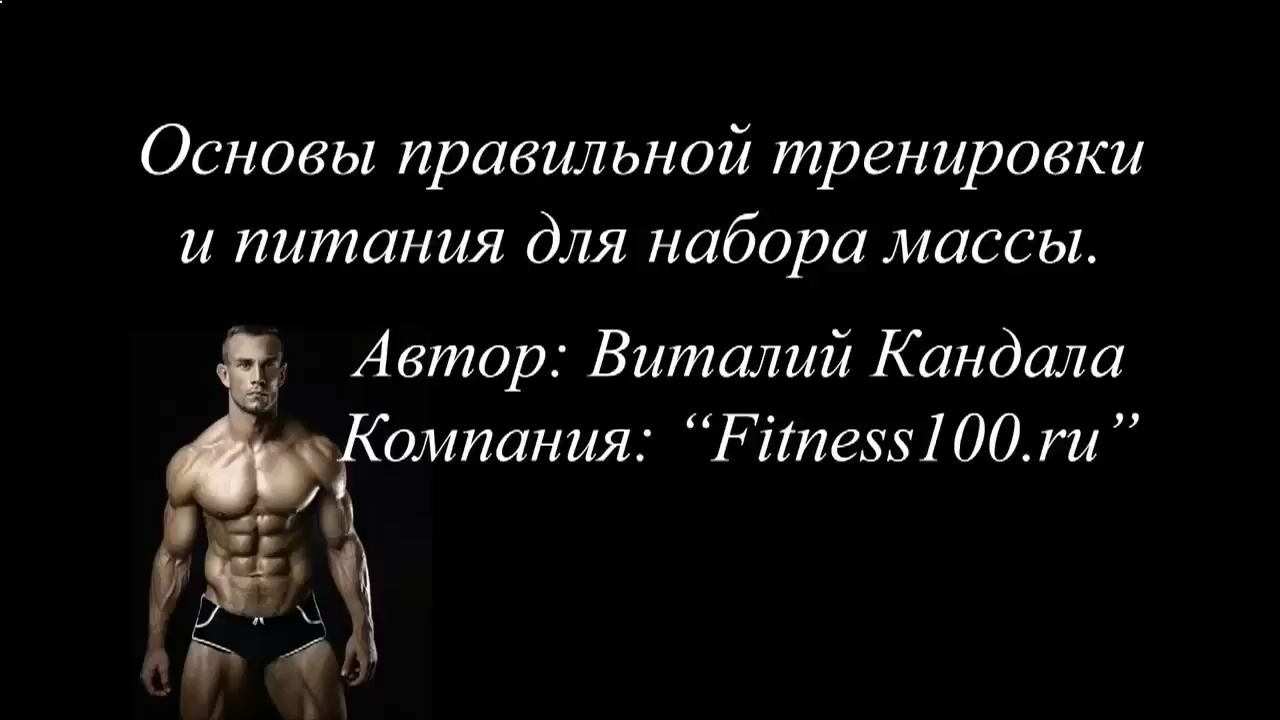 Основы правильной тренировки
и питания для набора массы.
Автор: Виталий Кандала
Компания: “Fitness100.ru”